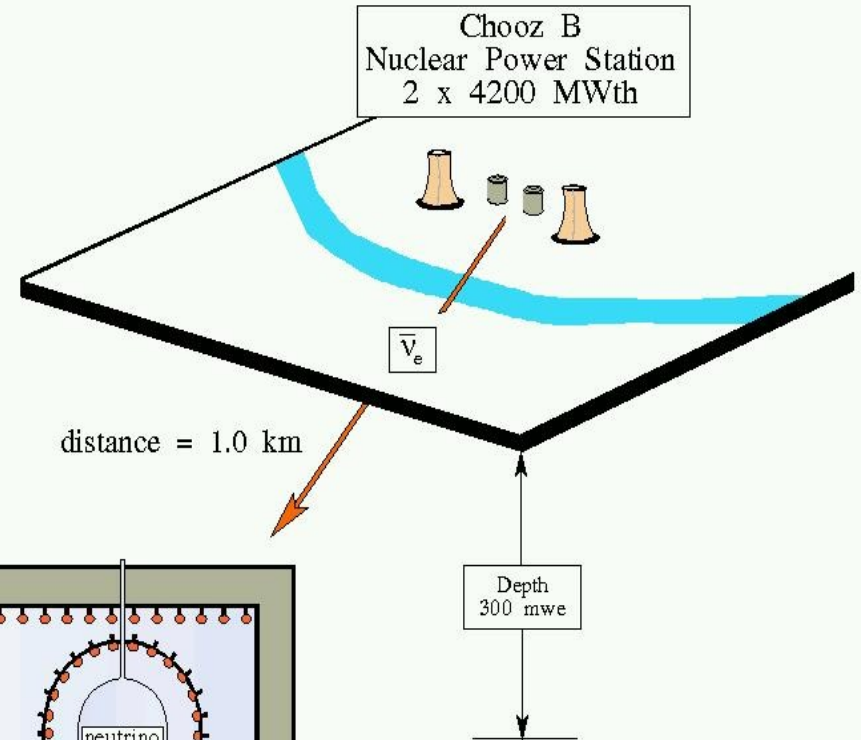 Chooz B
Nuclear Power Station
2 x 4200 MWth
ν̅e
distance = 1.0 km
Depth
300 mwe
neutrino